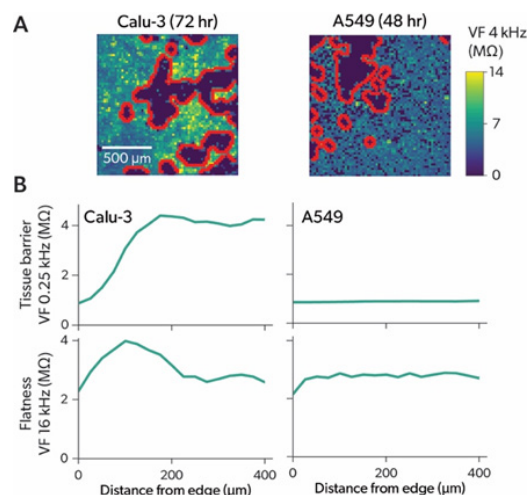 A
Calu-3 (72 hr)
A549 (48 hr)
VF 4 kHz
(MΩ)
14
7
0
500 µm
B
Calu-3
A549
Tissue barrier
VF 0.25 kHz (MΩ)
4
2
0
Flatness
VF 16 kHz (MΩ)
4
2
0
0
200
400
0
200
400
Distance from edge (µm)
Distance from edge (µm)